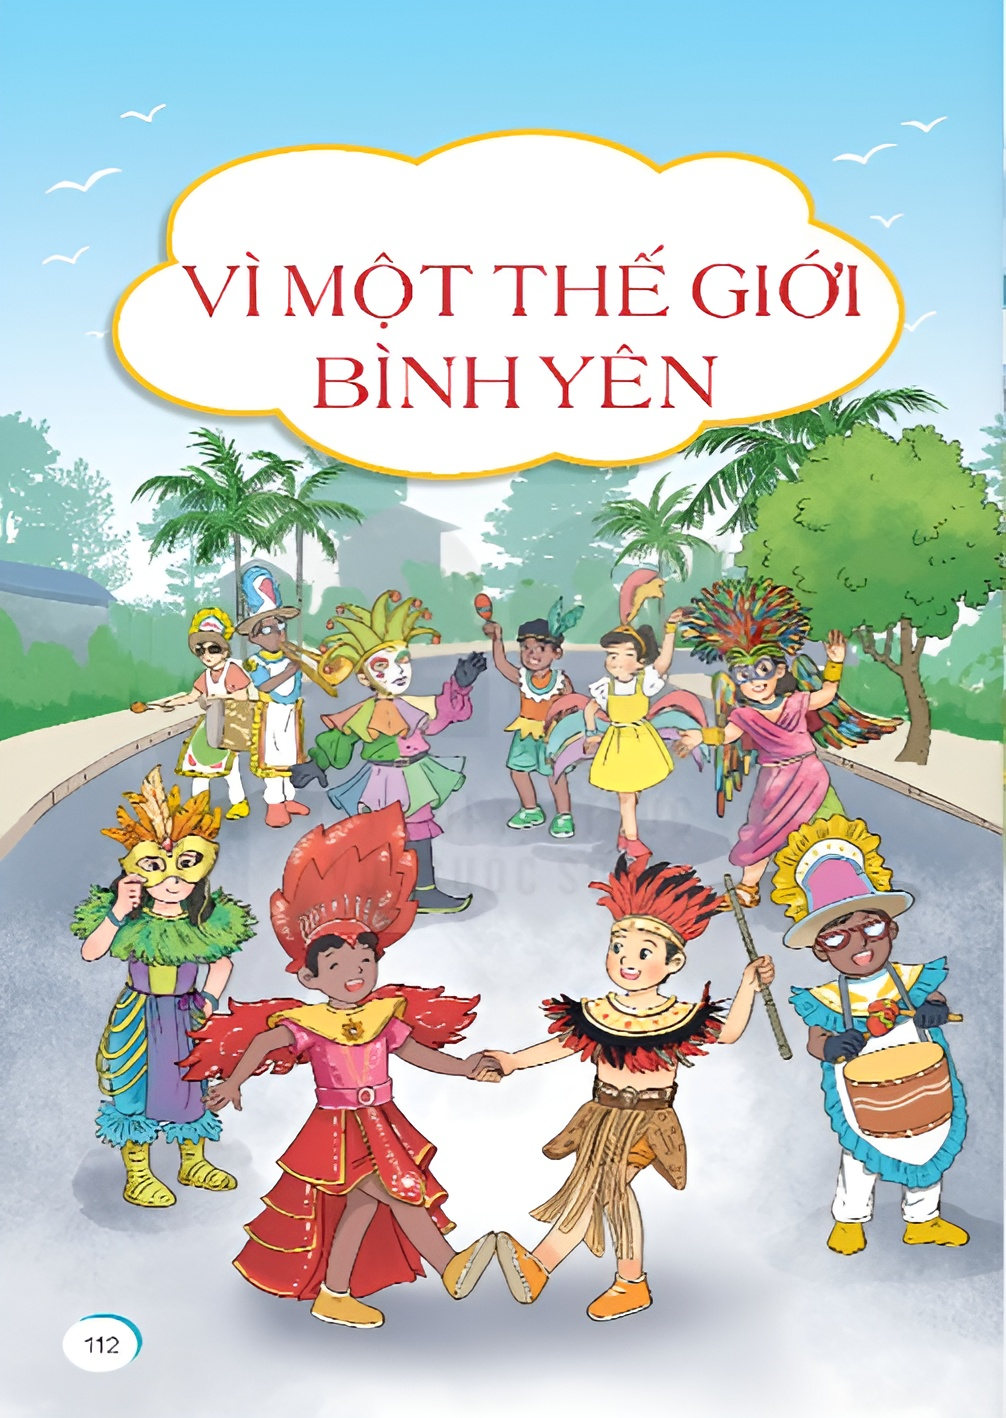 VÌ MỘT THẾ GIỚI
BÌNH YÊN
112